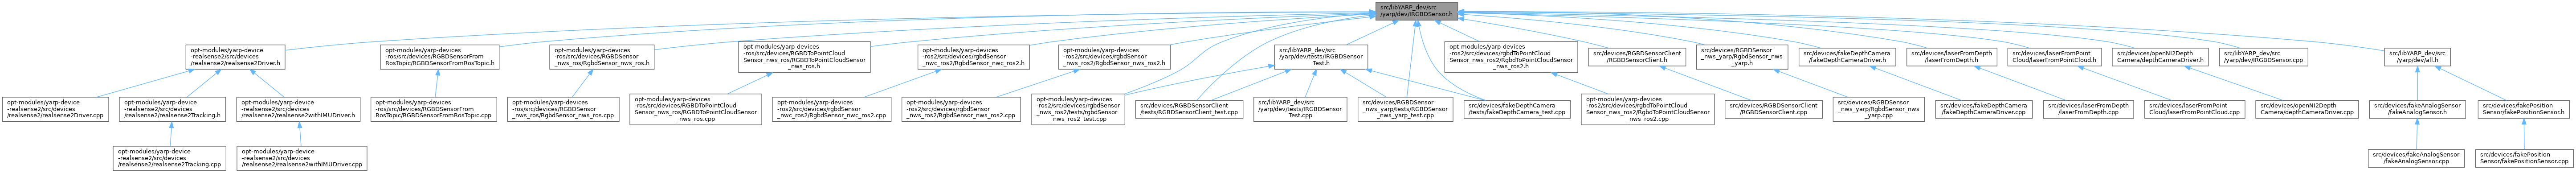 src/libYARP_dev/src
/yarp/dev/IRGBDSensor.h
opt-modules/yarp-device
-realsense2/src/devices
/realsense2/realsense2Driver.h
opt-modules/yarp-devices
-ros/src/devices/RGBDSensorFrom
RosTopic/RGBDSensorFromRosTopic.h
opt-modules/yarp-devices
-ros/src/devices/RGBDSensor
_nws_ros/RgbdSensor_nws_ros.h
opt-modules/yarp-devices
-ros/src/devices/RGBDToPointCloud
Sensor_nws_ros/RGBDToPointCloudSensor
_nws_ros.h
opt-modules/yarp-devices
-ros2/src/devices/rgbdSensor
_nwc_ros2/RgbdSensor_nwc_ros2.h
opt-modules/yarp-devices
-ros2/src/devices/rgbdSensor
_nws_ros2/RgbdSensor_nws_ros2.h
src/libYARP_dev/src
/yarp/dev/tests/IRGBDSensor
Test.h
opt-modules/yarp-devices
-ros2/src/devices/rgbdToPointCloud
Sensor_nws_ros2/RgbdToPointCloudSensor
_nws_ros2.h
src/devices/RGBDSensorClient
/RGBDSensorClient.h
src/devices/RGBDSensor
_nws_yarp/RgbdSensor_nws
_yarp.h
src/devices/fakeDepthCamera
/fakeDepthCameraDriver.h
src/devices/laserFromDepth
/laserFromDepth.h
src/devices/laserFromPoint
Cloud/laserFromPointCloud.h
src/devices/openNI2Depth
Camera/depthCameraDriver.h
src/libYARP_dev/src
/yarp/dev/IRGBDSensor.cpp
src/libYARP_dev/src
/yarp/dev/all.h
opt-modules/yarp-device
-realsense2/src/devices
/realsense2/realsense2Driver.cpp
opt-modules/yarp-device
-realsense2/src/devices
/realsense2/realsense2Tracking.h
opt-modules/yarp-device
-realsense2/src/devices
/realsense2/realsense2withIMUDriver.h
opt-modules/yarp-devices
-ros/src/devices/RGBDSensorFrom
RosTopic/RGBDSensorFromRosTopic.cpp
opt-modules/yarp-devices
-ros/src/devices/RGBDSensor
_nws_ros/RgbdSensor_nws_ros.cpp
opt-modules/yarp-devices
-ros/src/devices/RGBDToPointCloud
Sensor_nws_ros/RGBDToPointCloudSensor
_nws_ros.cpp
opt-modules/yarp-devices
-ros2/src/devices/rgbdSensor
_nwc_ros2/RgbdSensor_nwc_ros2.cpp
opt-modules/yarp-devices
-ros2/src/devices/rgbdSensor
_nws_ros2/RgbdSensor_nws_ros2.cpp
opt-modules/yarp-devices
-ros2/src/devices/rgbdSensor
_nws_ros2/tests/rgbdSensor
_nws_ros2_test.cpp
src/devices/RGBDSensorClient
/tests/RGBDSensorClient_test.cpp
src/libYARP_dev/src
/yarp/dev/tests/IRGBDSensor
Test.cpp
src/devices/RGBDSensor
_nws_yarp/tests/RGBDSensor
_nws_yarp_test.cpp
src/devices/fakeDepthCamera
/tests/fakeDepthCamera_test.cpp
opt-modules/yarp-devices
-ros2/src/devices/rgbdToPointCloud
Sensor_nws_ros2/RgbdToPointCloudSensor
_nws_ros2.cpp
src/devices/RGBDSensorClient
/RGBDSensorClient.cpp
src/devices/RGBDSensor
_nws_yarp/RgbdSensor_nws
_yarp.cpp
src/devices/fakeDepthCamera
/fakeDepthCameraDriver.cpp
src/devices/laserFromDepth
/laserFromDepth.cpp
src/devices/laserFromPoint
Cloud/laserFromPointCloud.cpp
src/devices/openNI2Depth
Camera/depthCameraDriver.cpp
src/devices/fakeAnalogSensor
/fakeAnalogSensor.h
src/devices/fakePosition
Sensor/fakePositionSensor.h
opt-modules/yarp-device
-realsense2/src/devices
/realsense2/realsense2Tracking.cpp
opt-modules/yarp-device
-realsense2/src/devices
/realsense2/realsense2withIMUDriver.cpp
src/devices/fakeAnalogSensor
/fakeAnalogSensor.cpp
src/devices/fakePosition
Sensor/fakePositionSensor.cpp